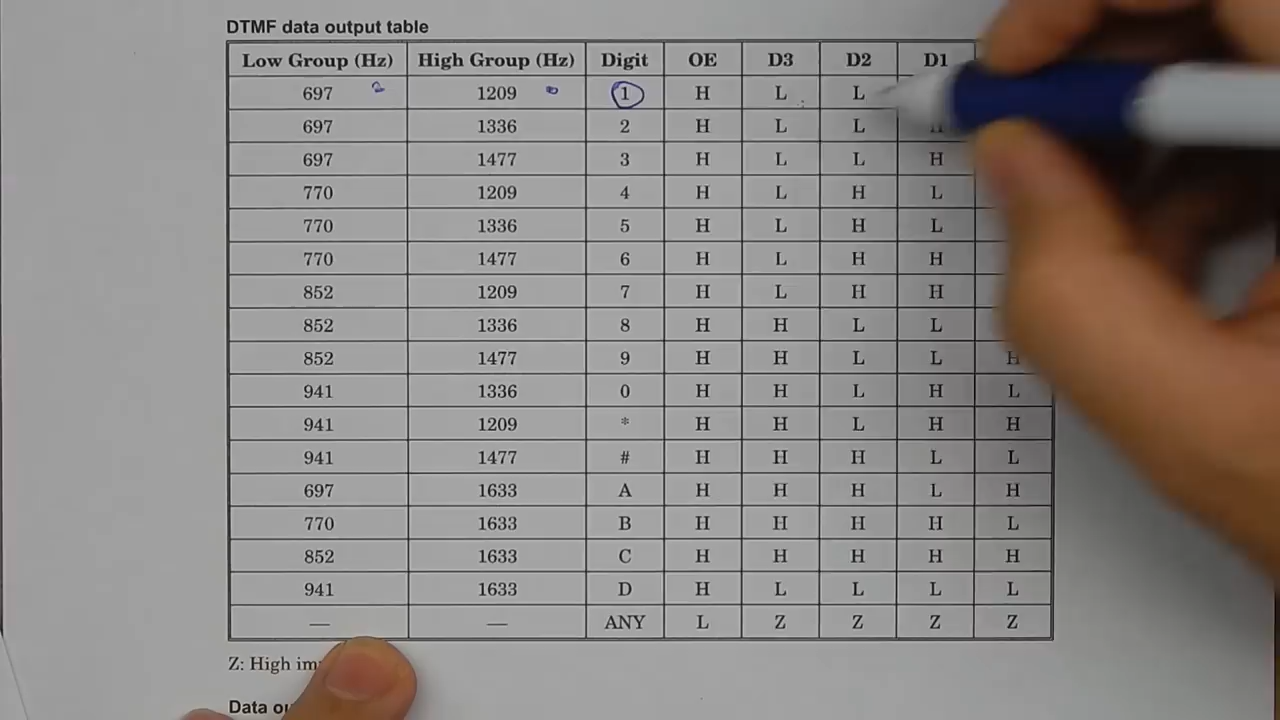 DTMF data output table
Low Group (Hz) High Group (Hz) Digit OE D3 D2 D1
697 1209 1 H L L
697 1336 2 H L L
697 1477 3 H L L H
770 1209 4 H L H L
770 1336 5 H L H L
770 1477 6 H L H H
852 1209 7 H L H H
852 1336 8 H H L L
852 1477 9 H H L L H
941 1336 0 H H L H L
941 1209 * H H L H H
941 1477 # H H H L L
697 1633 A H H H L H
770 1633 B H H H H L
852 1633 C H H H H H
941 1633 D H L L L L
— — ANY L Z Z Z Z
Z: High
Data